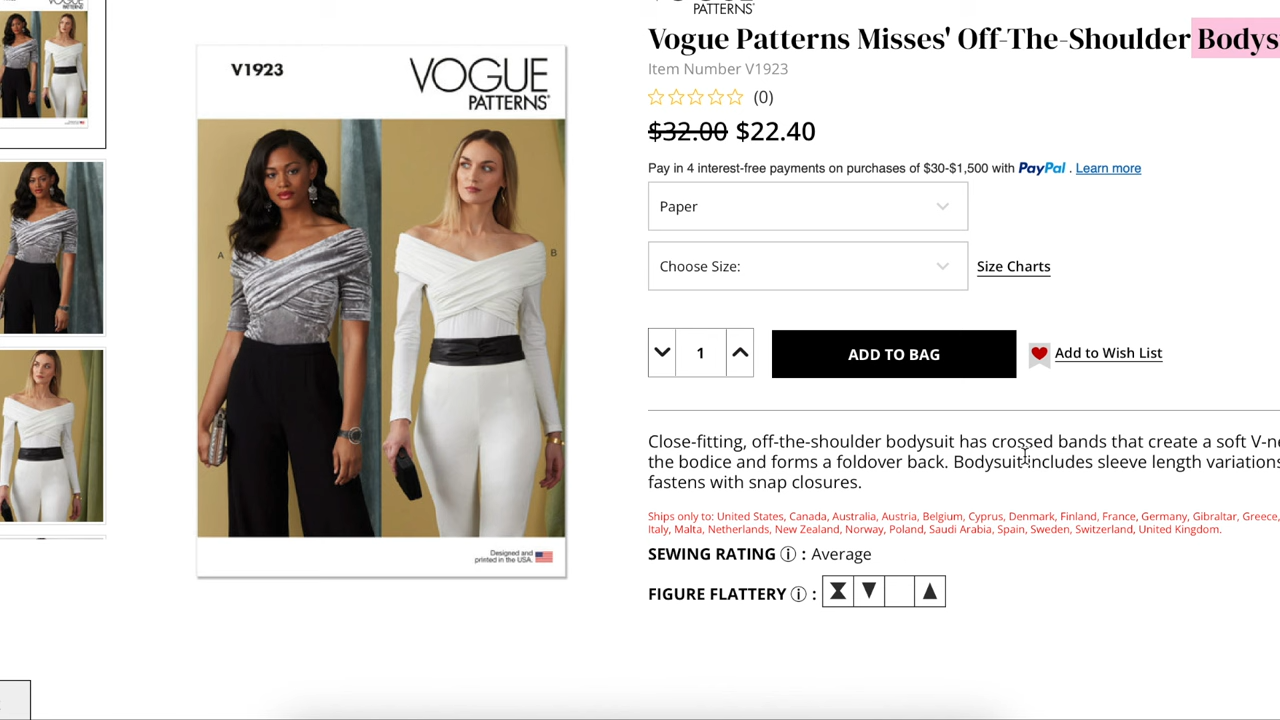 PATTERNS
Vogue Patterns Misses' Off-The-Shoulder
Item Number V1923
(0)
$32.00 $22.40
Pay in 4 interest-free payments on purchases of $30-$1,500 with PayPal . Learn more
Paper
Choose Size:
Size Charts
1
ADD TO BAG
Add to Wish List
Close-fitting, off-the-shoulder bodysuit has crossed bands that create a soft
the bodice and forms a foldover back. Bodysuit includes sleeve length
fastens with snap closures.
Ships only to: United States, Canada, Australia, Austria, Belgium, Cyprus, Denmark, Finland, France, Germany, Gibraltar, Greece,
Italy, Malta, Netherlands, New Zealand, Norway, Poland, Saudi Arabia, Spain, Sweden, Switzerland, United Kingdom.
SEWING RATING ⓘ : Average
FIGURE FLATTERY ⓘ :
V1923
VOGUE
PATTERNS
A
B
Designed and
printed in the USA.